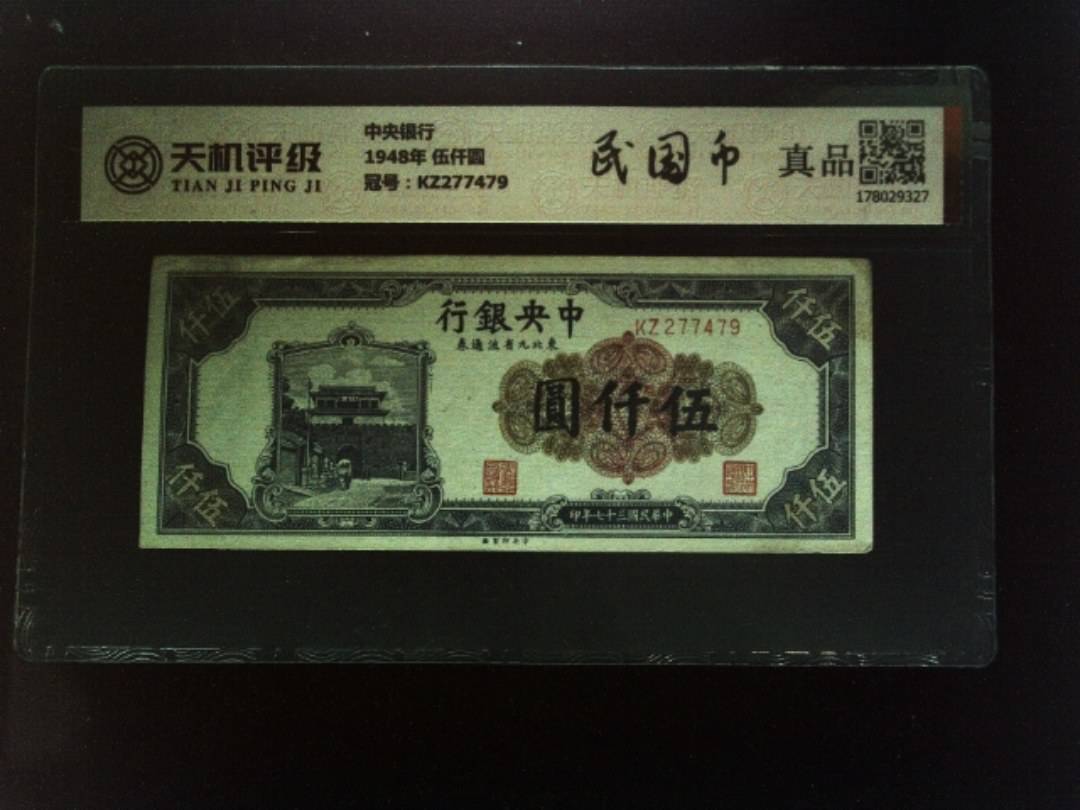 天机评级
TIAN JI PING JI
中央银行
1948年 伍仟圆
冠号：KZ277479
民国币
真品
178029327
伍仟
伍仟
中央銀行
KZ277479
東北九省流通券
伍仟圓
伍仟
伍仟
中華民國三十七年印